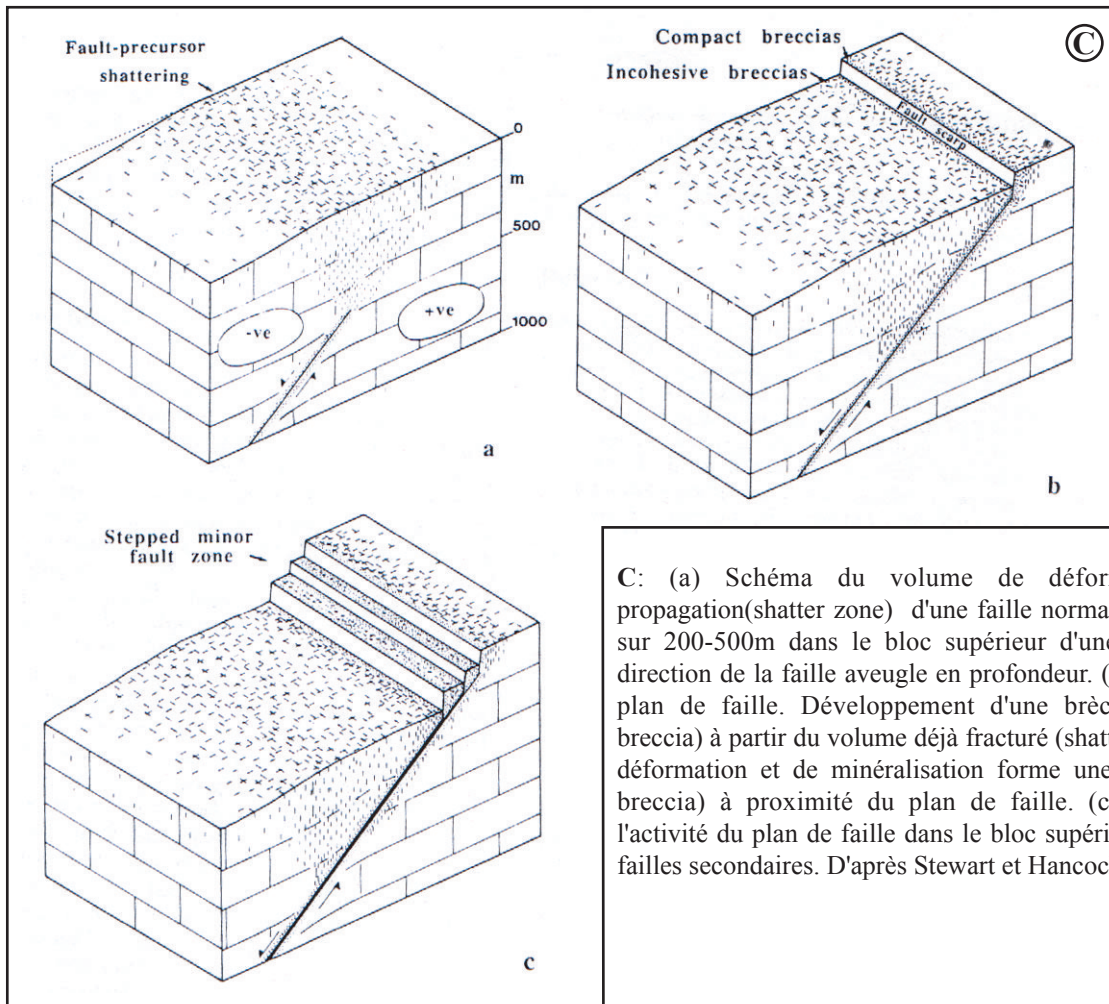 ©
Fault-precursor
shattering
0
m
500
1000
-ve
+ve
a
Compact breccias
Incohesive breccias
Fault scarp
b
Stepped minor
fault zone
c
C: (a) Schéma du volume de défor
propagation(shatter zone) d'une faille norma
sur 200-500m dans le bloc supérieur d'une
direction de la faille aveugle en profondeur. (
plan de faille. Développement d'une brèc
breccia) à partir du volume déjà fracturé (shatt
déformation et de minéralisation forme une
breccia) à proximité du plan de faille. (c
l'activité du plan de faille dans le bloc supéri
failles secondaires. D'après Stewart et Hancoc